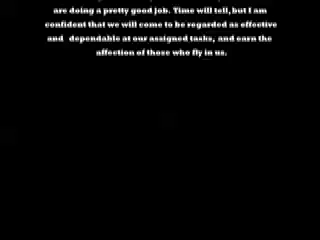 are doing a pretty good job. Time will tell, but I am
confident that we will come to be regarded as effective
and dependable at our assigned tasks, and earn the
affection of those who fly in us.